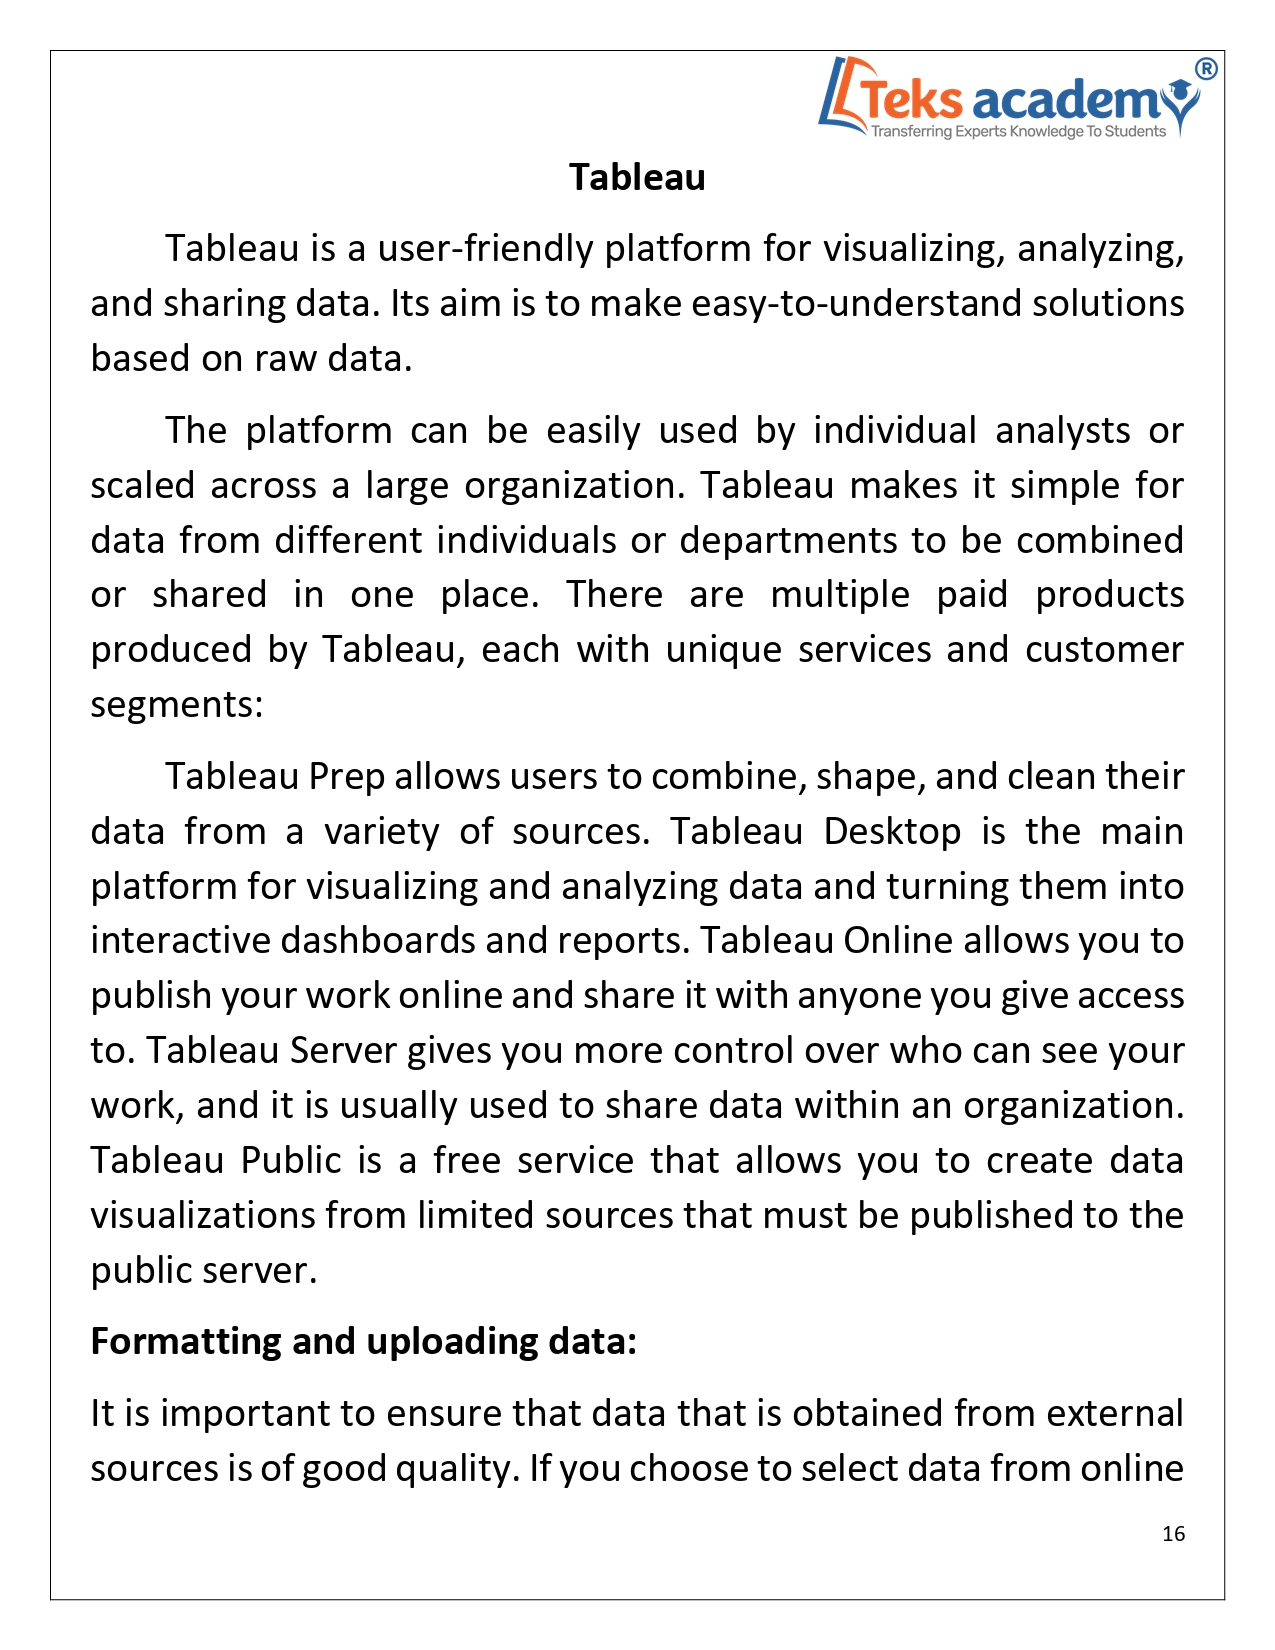 Teks academy ®
Transferring Experts Knowledge To Students
Tableau
Tableau is a user-friendly platform for visualizing, analyzing,
and sharing data. Its aim is to make easy-to-understand solutions
based on raw data.
The platform can be easily used by individual analysts or
scaled across a large organization. Tableau makes it simple for
data from different individuals or departments to be combined
or shared in one place. There are multiple paid products
produced by Tableau, each with unique services and customer
segments:
Tableau Prep allows users to combine, shape, and clean their
data from a variety of sources. Tableau Desktop is the main
platform for visualizing and analyzing data and turning them into
interactive dashboards and reports. Tableau Online allows you to
publish your work online and share it with anyone you give access
to. Tableau Server gives you more control over who can see your
work, and it is usually used to share data within an organization.
Tableau Public is a free service that allows you to create data
visualizations from limited sources that must be published to the
public server.
Formatting and uploading data:
It is important to ensure that data that is obtained from external
sources is of good quality. If you choose to select data from online
16